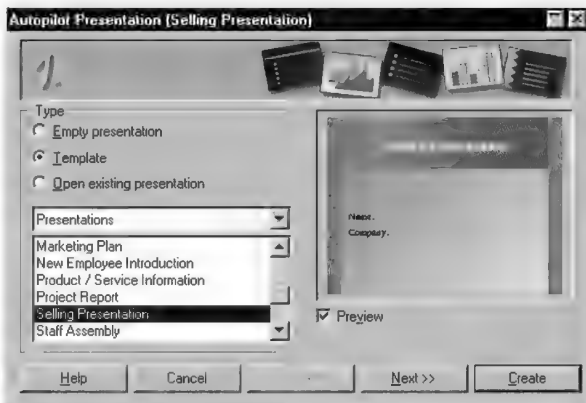 Autopilot Presentation (Selling Presentation)
1.
Type
Empty presentation
Template
Open existing presentation
Presentations
Marketing Plan
New Employee Introduction
Product / Service Information
Project Report
Selling Presentation
Staff Assembly
Name.
Company.
Preview
Help
Cancel
Next >>
Create